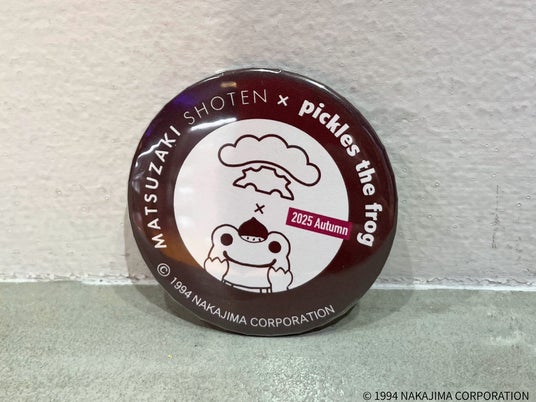 MATSUZAKI SHOTEN × pickles the frog
×
2025 Autumn
© 1994 NAKAJIMA CORPORATION
© 1994 NAKAJIMA CORPORATION